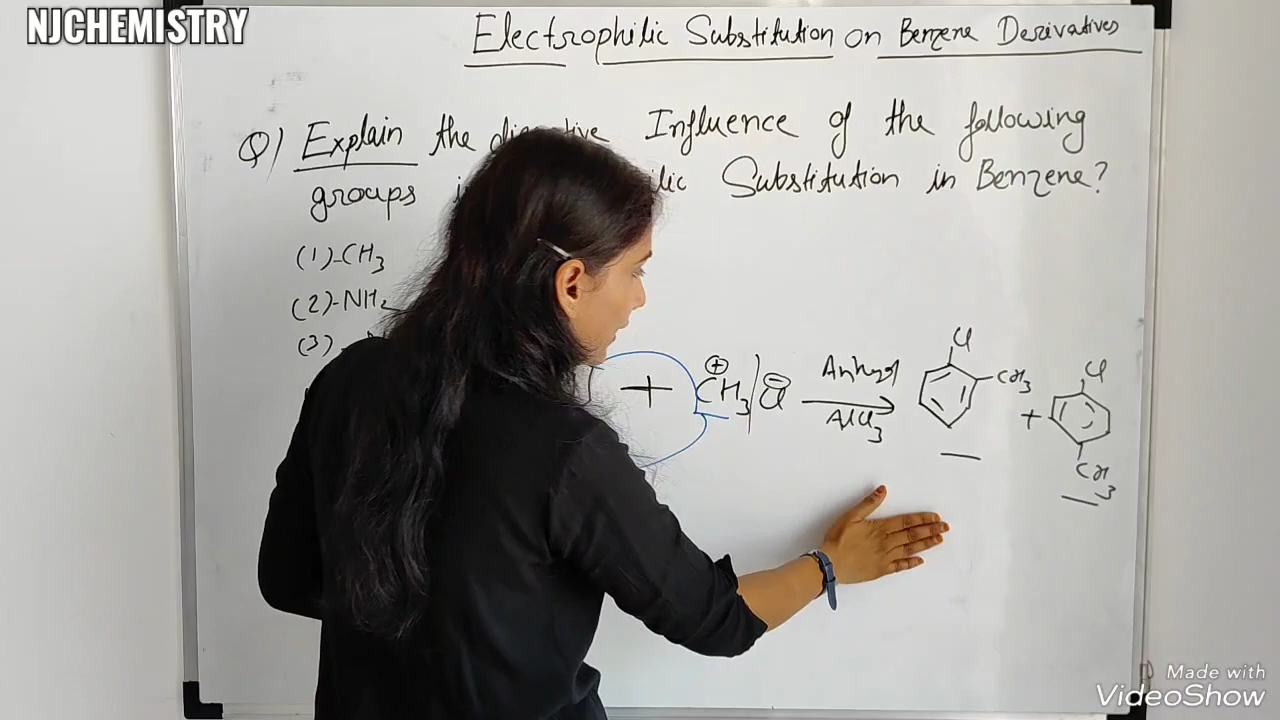 NJCHEMISTRY
Electrophilic Substitution on Benzene Derivatives
Q) Explain the Influence of the following
groups Substitution in Benzene?
(1)-CH3
(2)-NH2
(3)-
+ CH3 Cl Anhyd AlCl3
Cl CH3 + Cl CH3
Made with
VideoShow